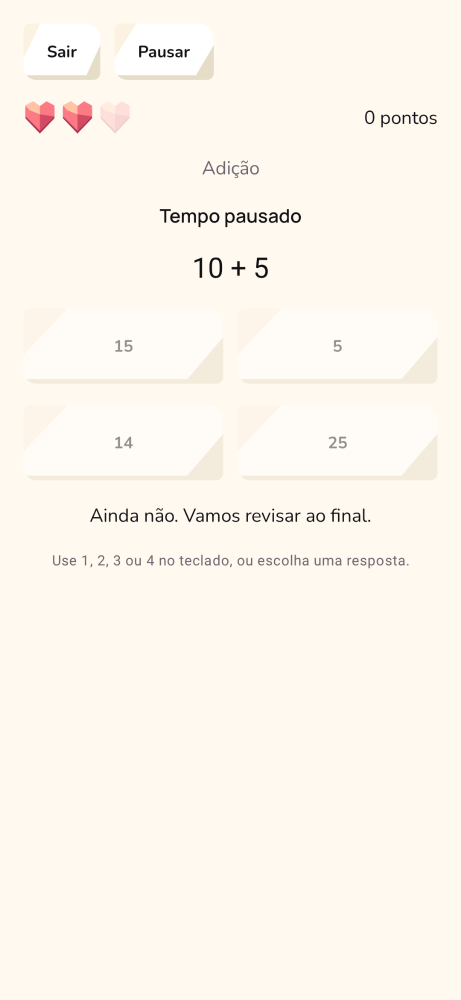 Sair Pausar
0 pontos
Adição
Tempo pausado
10 + 5
15 5
14 25
Ainda não. Vamos revisar ao final.
Use 1, 2, 3 ou 4 no teclado, ou escolha uma resposta.